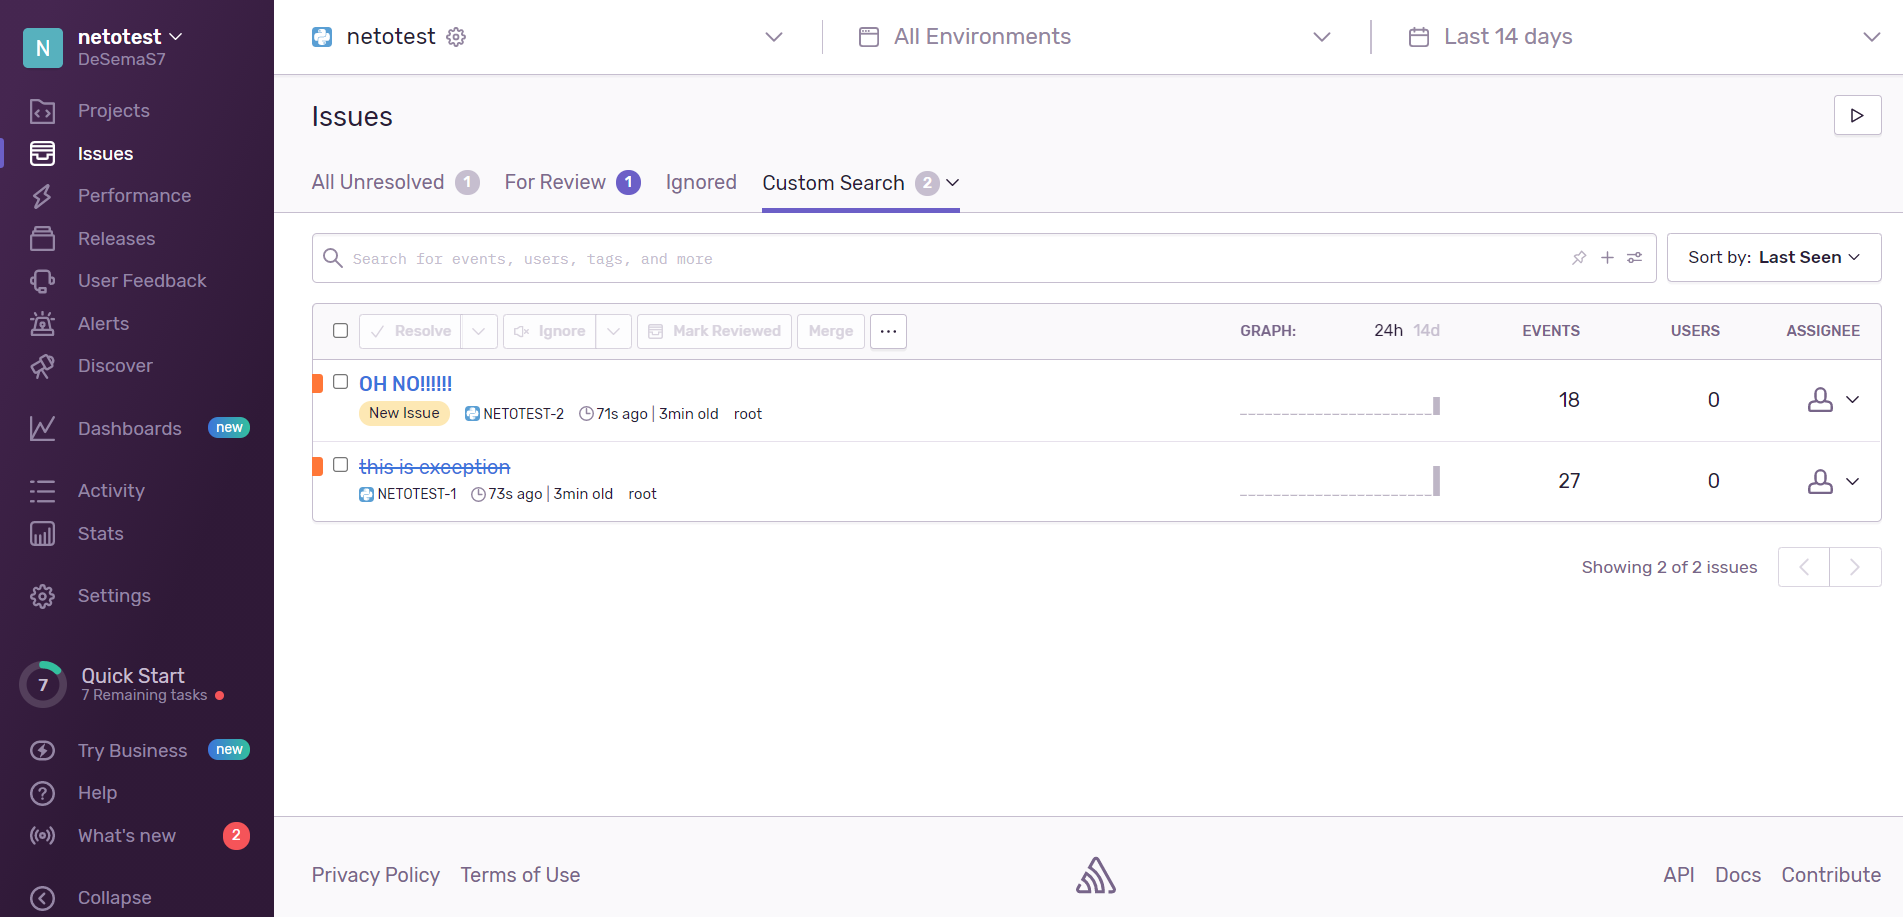 N
netotest
DeSemaS7
Projects
Issues
Performance
Releases
User Feedback
Alerts
Discover
Dashboards new
Activity
Stats
Settings
7
Quick Start
7 Remaining tasks
Try Business new
Help
What's new 2
Collapse
netotest All Environments Last 14 days
Issues
All Unresolved 1 For Review 1 Ignored Custom Search 2
Search for events, users, tags, and more
Sort by: Last Seen
Resolve Ignore Mark Reviewed Merge ... GRAPH: 24h 14d EVENTS USERS ASSIGNEE
OH NO!!!!!!
New Issue NETOTEST-2 71s ago | 3min old root
18 0
this is exception
NETOTEST-1 73s ago | 3min old root
27 0
Showing 2 of 2 issues
Privacy Policy Terms of Use API Docs Contribute